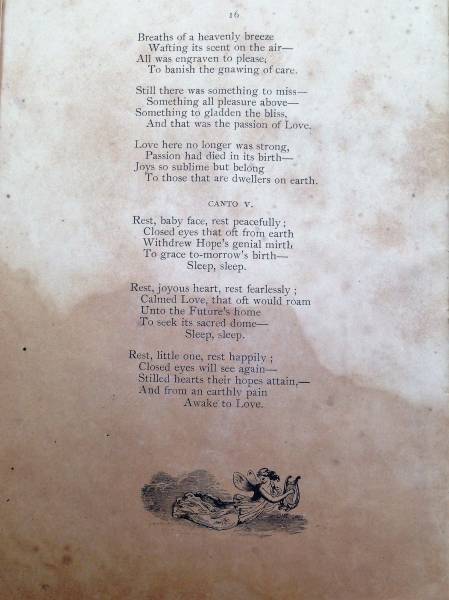 16
Breaths of a heavenly breeze
Wafting its scent on the air—
All was engraven to please,
To banish the gnawing of care.
Still there was something to miss—
Something all pleasure above—
Something to gladden the bliss,
And that was the passion of Love.
Love here no longer was strong,
Passion had died in its birth—
Joys so sublime but belong
To those that are dwellers on earth.
CANTO V.
Rest, baby face, rest peacefully;
Closed eyes that oft from earth
Withdrew Hope's genial mirth
To grace to-morrow's birth—
Sleep, sleep.
Rest, joyous heart, rest fearlessly;
Calmed Love, that oft would roam
Unto the Future's home
To seek its sacred dome—
Sleep, sleep.
Rest, little one, rest happily;
Closed eyes will see again—
Stilled hearts their hopes attain,—
And from an earthly pain
Awake to Love.